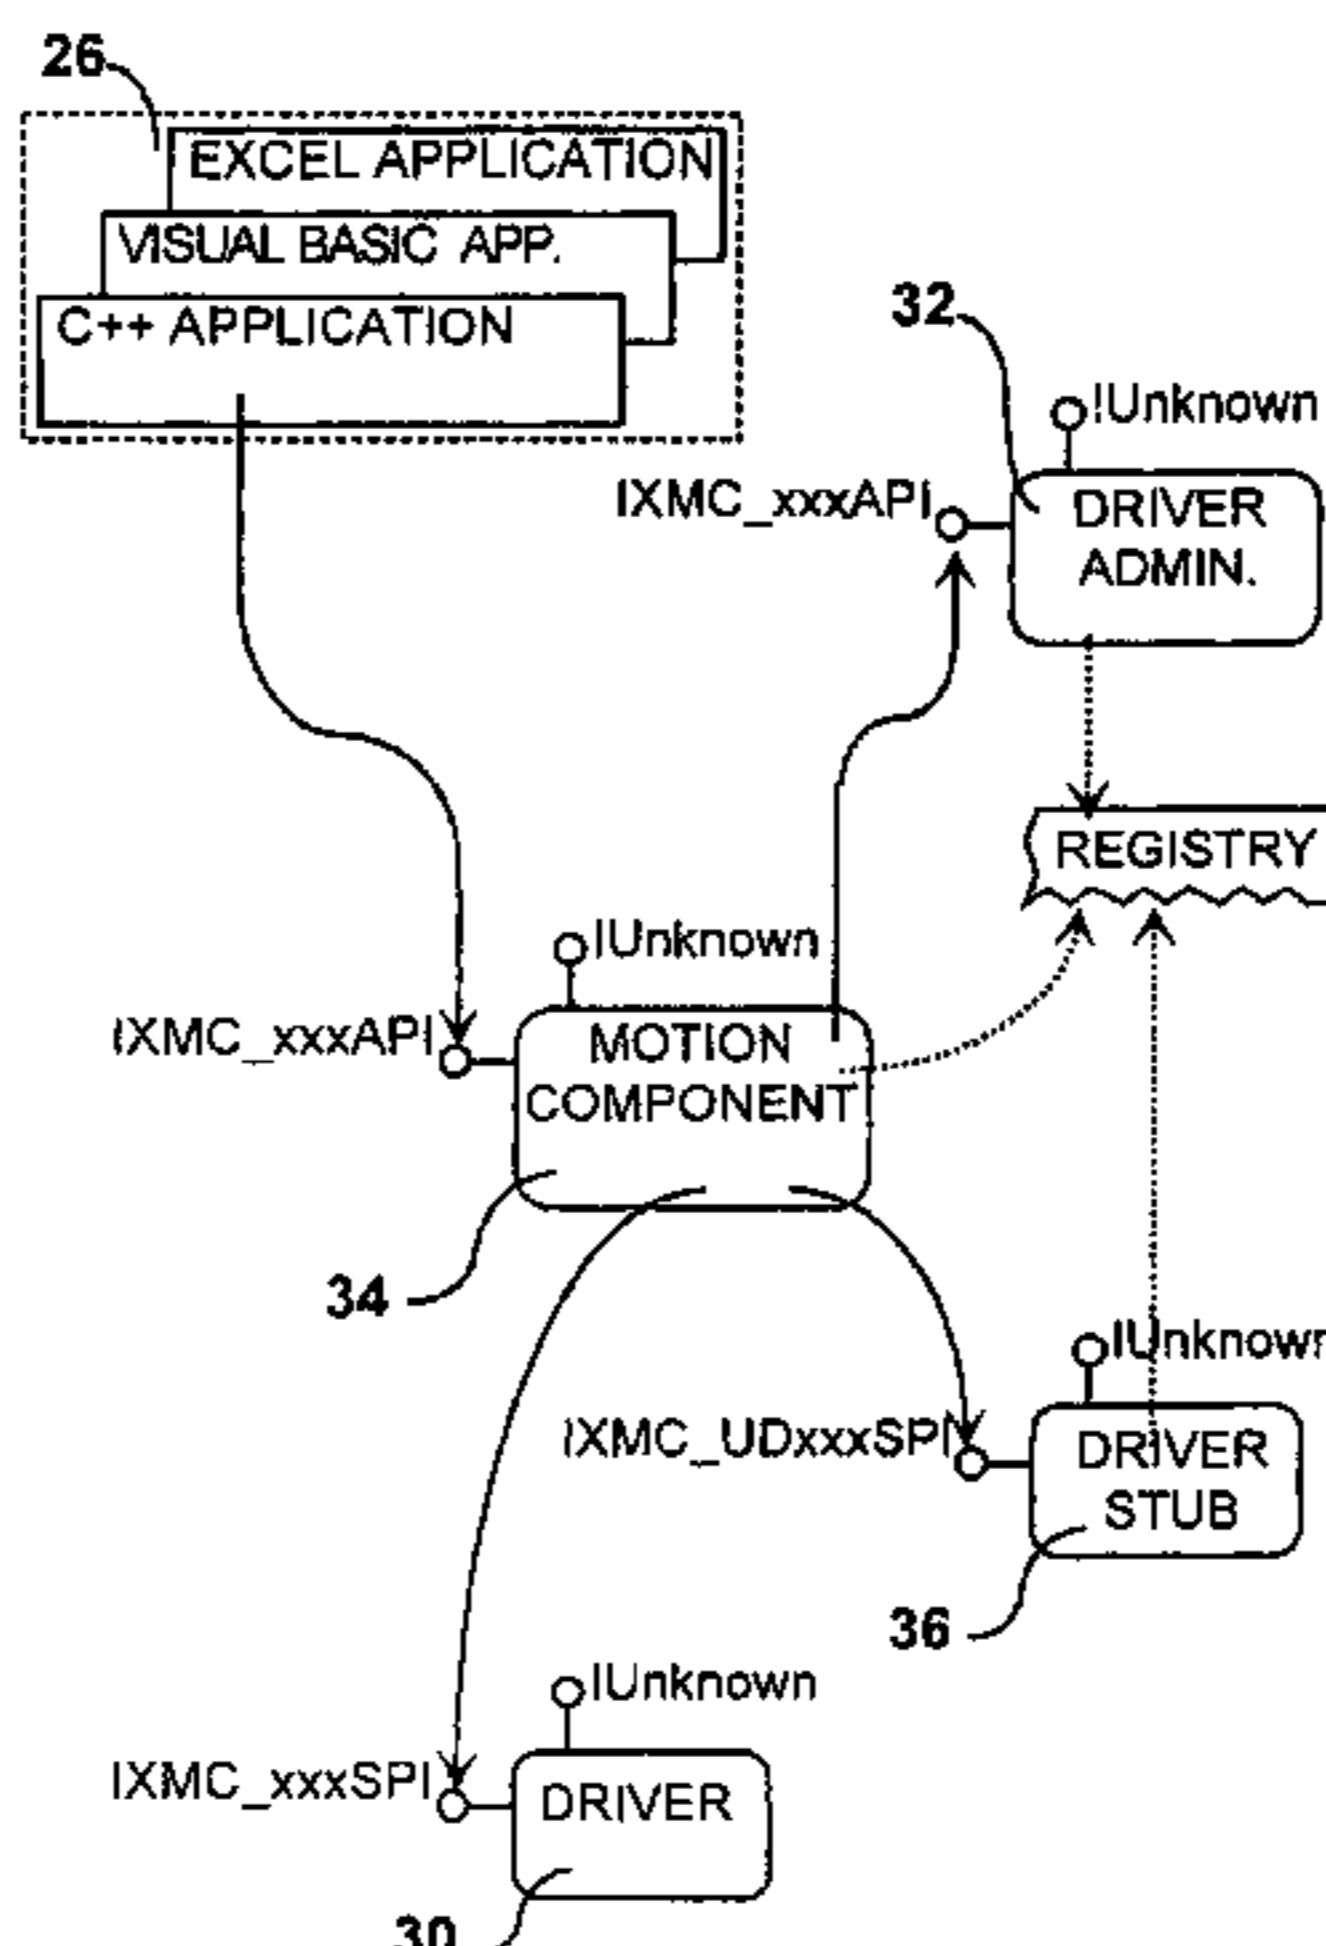 26
EXCEL APPLICATION
VISUAL BASIC APP.
C++ APPLICATION
32
IUnknown
IXMC_xxxAPI
DRIVER
ADMIN.
REGISTRY
IUnknown
IXMC_xxxAPI
MOTION
COMPONENT
34
IUnknown
IXMC_UDxxxSPI
DRIVER
STUB
36
IUnknown
IXMC_xxxSPI
DRIVER
30